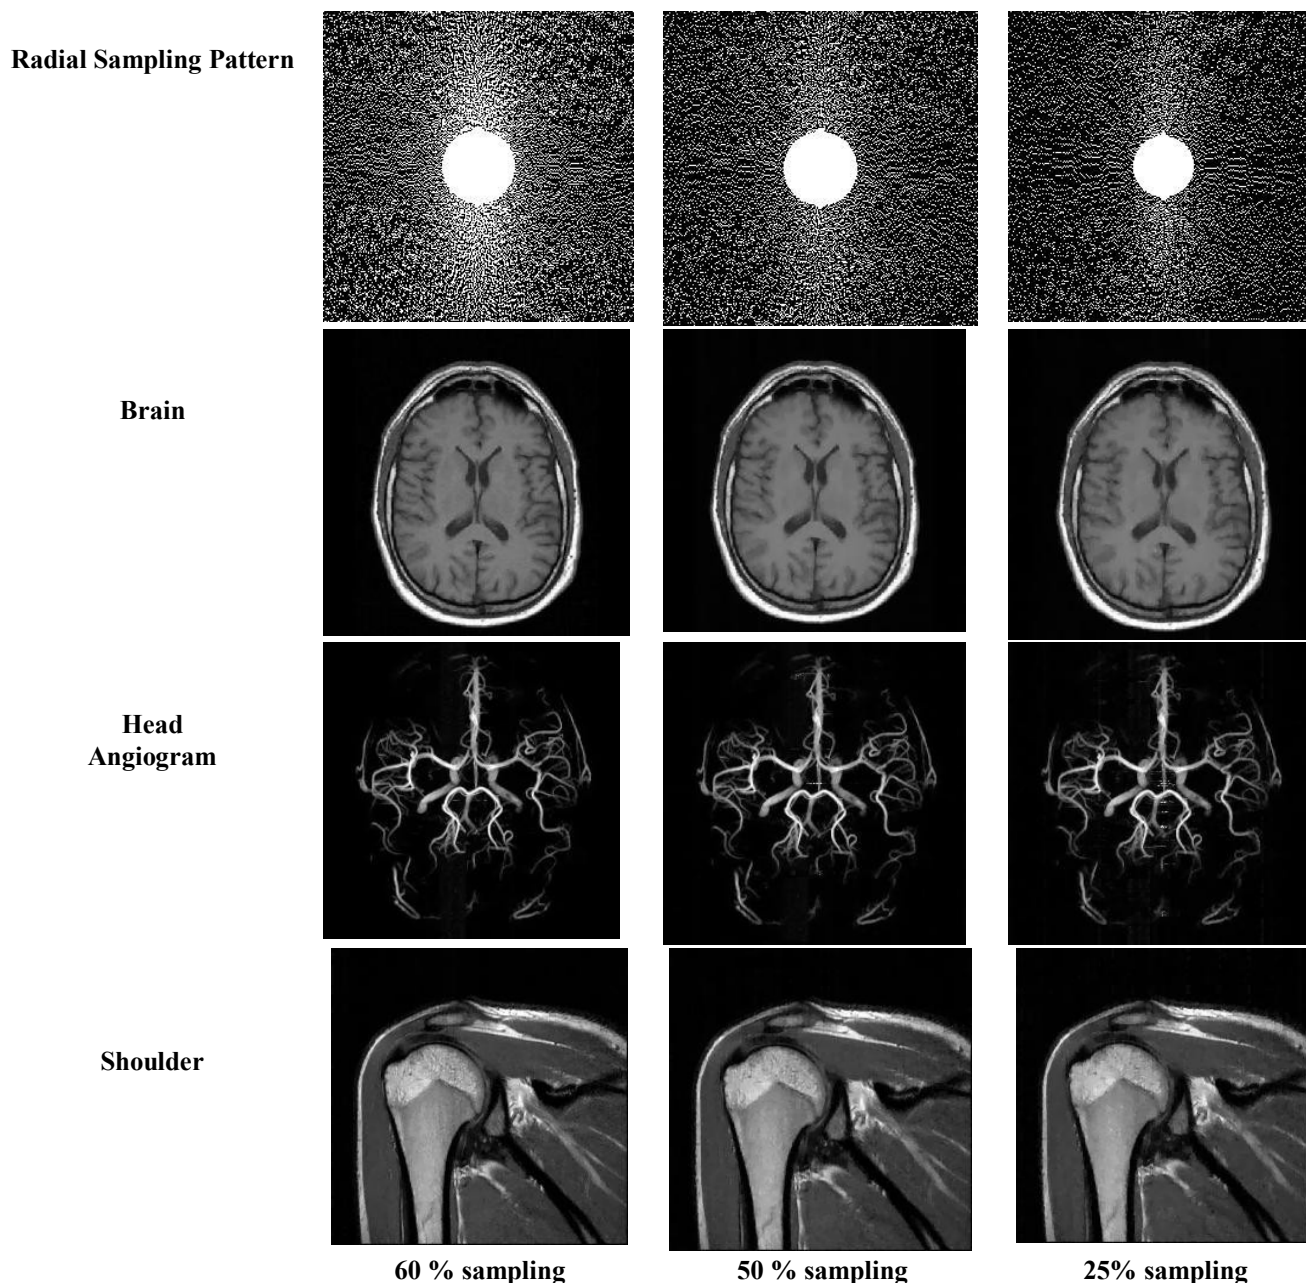 Radial Sampling Pattern
Brain
Head
Angiogram
Shoulder
60 % sampling
50 % sampling
25% sampling